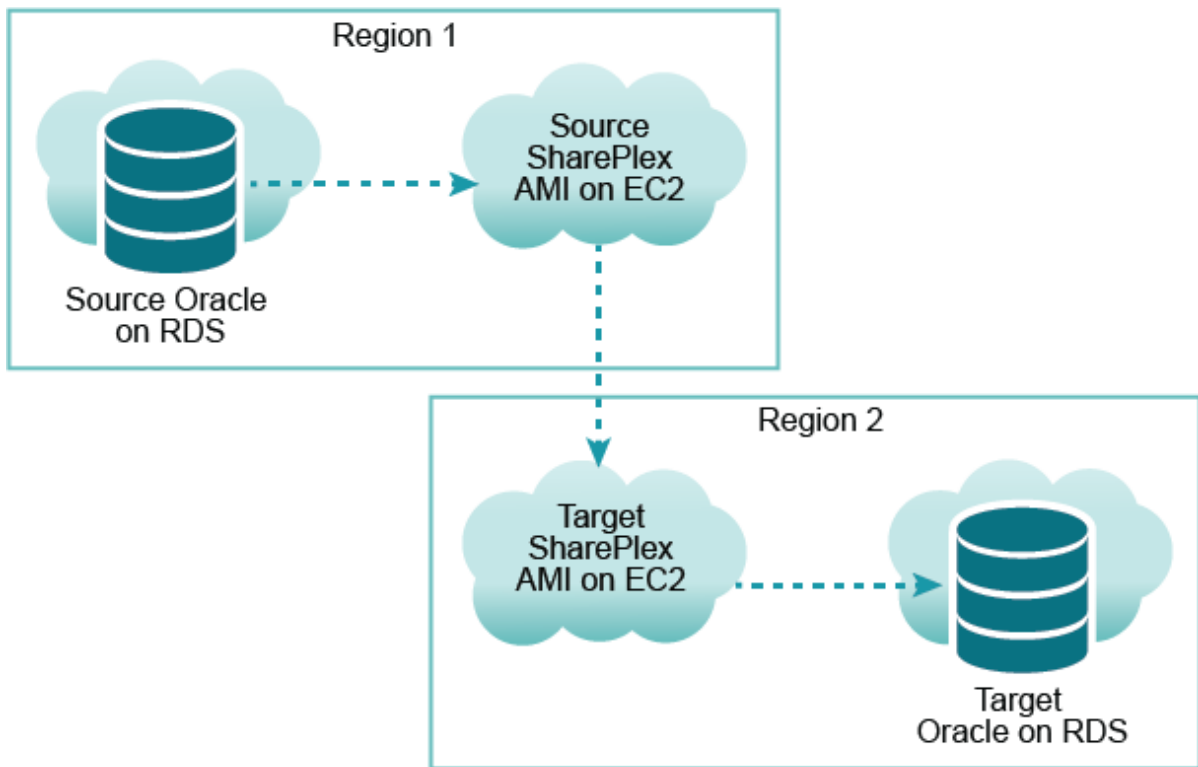 Region 1
Source
SharePlex
AMI on EC2
Source Oracle
on RDS
Region 2
Target
SharePlex
AMI on EC2
Target
Oracle on RDS